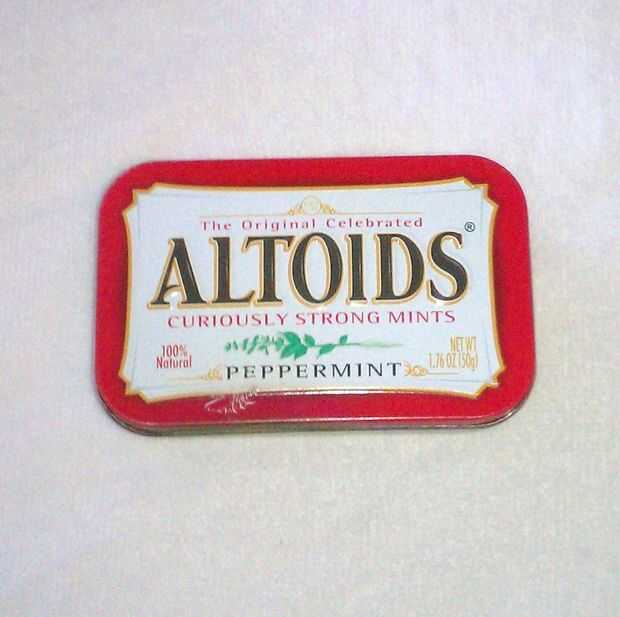 The Original Celebrated
ALTOIDS®
CURIOUSLY STRONG MINTS
100%
Natural
PEPPERMINT
NET WT
1.76 OZ (50g)